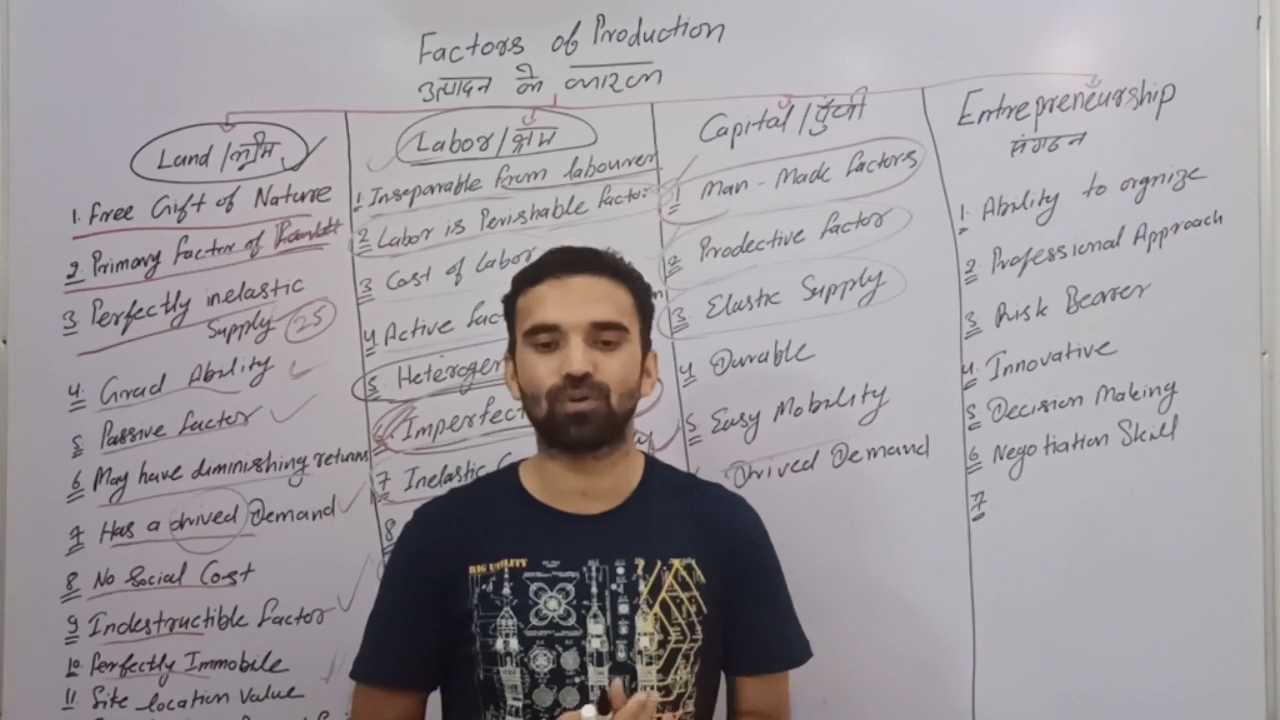 Factors of Production
उत्पादन के कारक
Land/भूमि
1. Free Gift of Nature
2 Primary Factor of
3 Perfectly inelastic
Supply 25
4. Grad Ability
5 Passive factor
6 May have diminishing returns
7 Has a drived Demand
8 No Social Cost
9 Indestructible factor
10. Perfectly Immobile
11 Site location value
Labor/श्रम
1. Inseparable from labourer
2 Labor is Perishable factor
3 Cost of Labor
4 Active
5 
6 
7 Inelastic
8
Capital/पुंजी
1 Man-Made factors
2 Prodective factor
3 Elastic Supply
4 Durable
5 Easy Mobility
Drived Demand
Entrepreneurship
संगठन
1. Ability to orgnize
2 Professional Approach
3 Risk Bearer
4 Innovative
5 Decision Making
6 Negotiation Skill
7
BIG UTILITY